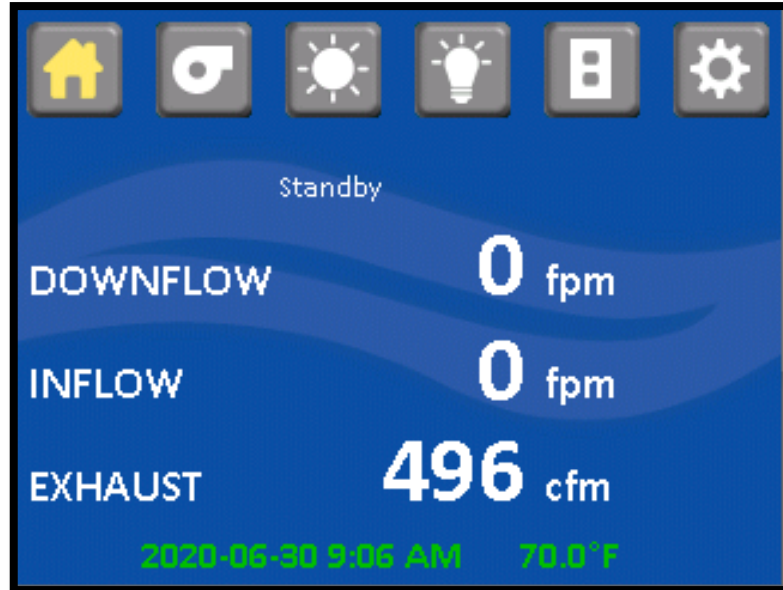 Standby
DOWNFLOW 0 fpm
INFLOW 0 fpm
EXHAUST 496 cfm
2020-06-30 9:06 AM 70.0°F